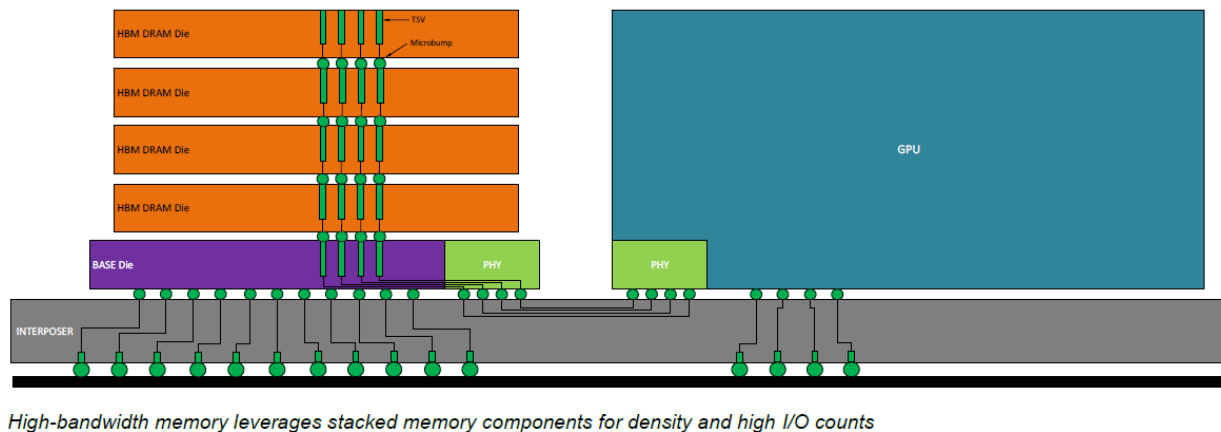 HBM DRAM Die
TSV
Microbump
HBM DRAM Die
HBM DRAM Die
HBM DRAM Die
GPU
BASE Die
PHY
PHY
INTERPOSER
High-bandwidth memory leverages stacked memory components for density and high I/O counts